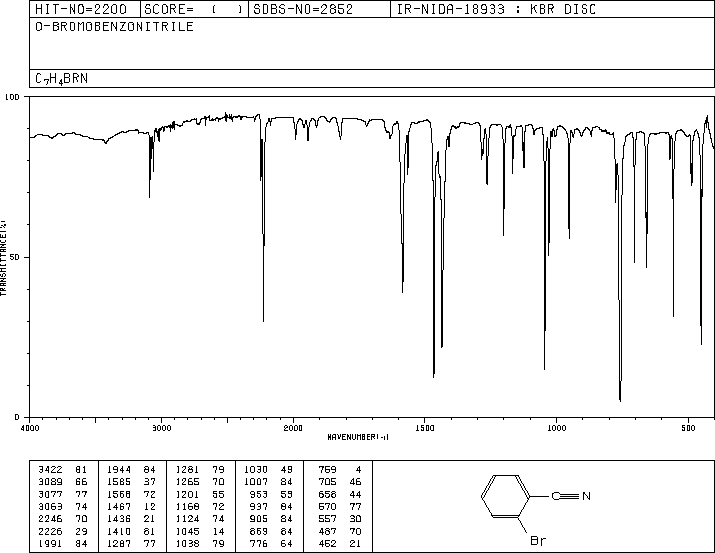 HIT-NO=2200 SCORE= ( ) SDBS-NO=2852 IR-NIDA-18933 : KBR DISC
O-BROMOBENZONITRILE
C7H4BRN
100
50
0
TRANSMITTANCE(%)
4000 3000 2000 1500 1000 500
WAVENUMBER(-1)
3422 81 1944 84 1281 79 1030 49 759 4
3089 66 1585 37 1265 70 1007 84 705 46
3077 77 1568 72 1201 55 953 53 658 44
3063 74 1467 12 1168 72 937 84 570 77
2246 70 1436 21 1124 74 905 84 557 30
2226 29 1410 81 1045 14 869 84 487 70
1991 84 1287 77 1038 79 776 64 452 21
C≡N
Br